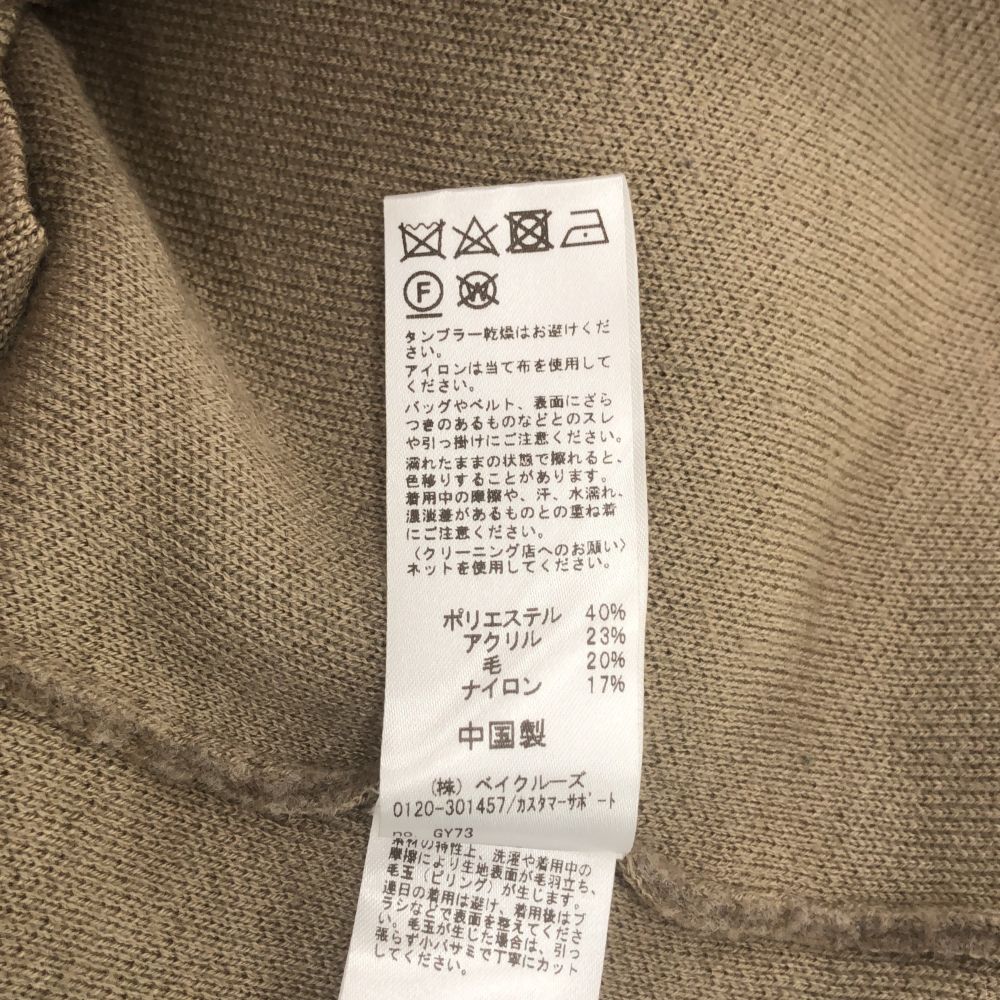 F W
タンブラー乾燥はお避けくだ
さい。
アイロンは当て布を使用して
ください。
バッグやベルト、表面にざら
つきのあるものなどとのスレ
や引っ掛けにご注意ください。
濡れたままの状態で擦れると、
色移りすることがあります。
着用中の摩擦や、汗、水濡れ、
濃淡差があるものとの重ね着
にご注意ください。
〈クリーニング店へのお願い〉
ネットを使用してください。
ポリエステル 40%
アクリル 23%
毛 20%
ナイロン 17%
中国製
(株) ベイクルーズ
0120-301457/カスタマーサポート
no. GY73
素材の特性上、洗濯や着用中の
摩擦により生地表面が毛羽立ち、
毛玉(ピリング)が生じます。
連日の着用は避け、着用後はブ
ラシなどで表面を整えてくださ
い。毛玉が生じた場合は、引っ
張らず小バサミで丁寧にカット
してください。